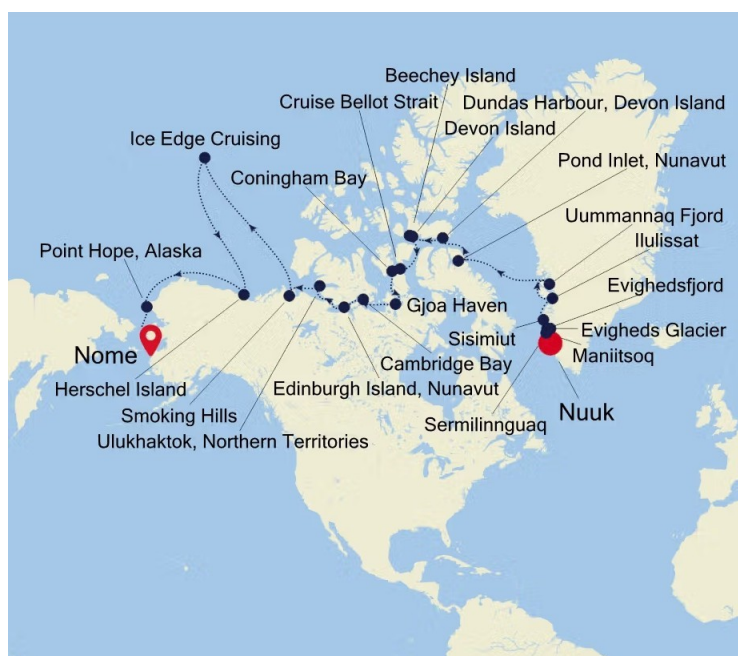 Beechey Island
Cruise Bellot Strait
Dundas Harbour, Devon Island
Devon Island
Ice Edge Cruising
Pond Inlet, Nunavut
Coningham Bay
Uummannaq Fjord
Ilulissat
Point Hope, Alaska
Evighedsfjord
Gjoa Haven
Sisimiut
Evigheds Glacier
Nome
Cambridge Bay
Maniitsoq
Herschel Island
Edinburgh Island, Nunavut
Smoking Hills
Nuuk
Sermilinnguaq
Ulukhaktok, Northern Territories